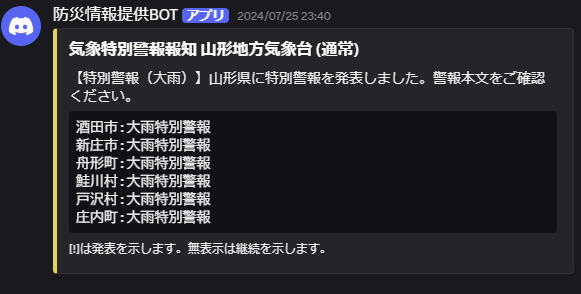 防災情報提供BOT アプリ 2024/07/25 23:40
気象特別警報報知 山形地方気象台 (通常)
【特別警報（大雨）】山形県に特別警報を発表しました。警報本文をご確認
ください。
酒田市:大雨特別警報
新庄市:大雨特別警報
舟形町:大雨特別警報
鮭川村:大雨特別警報
戸沢村:大雨特別警報
庄内町:大雨特別警報
[!]は発表を示します。無表示は継続を示します。